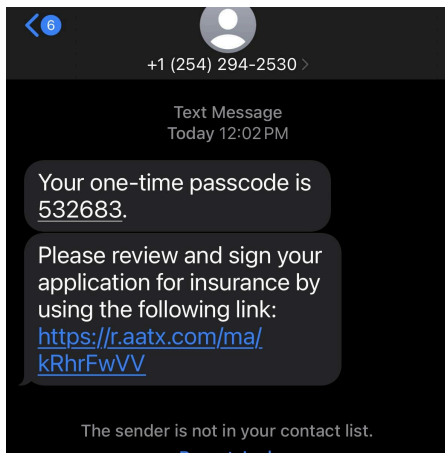 6
+1 (254) 294-2530 >
Text Message
Today 12:02 PM
Your one-time passcode is
532683.
Please review and sign your
application for insurance by
using the following link:
https://r.aatx.com/ma/
kRhrFwVV
The sender is not in your contact list.